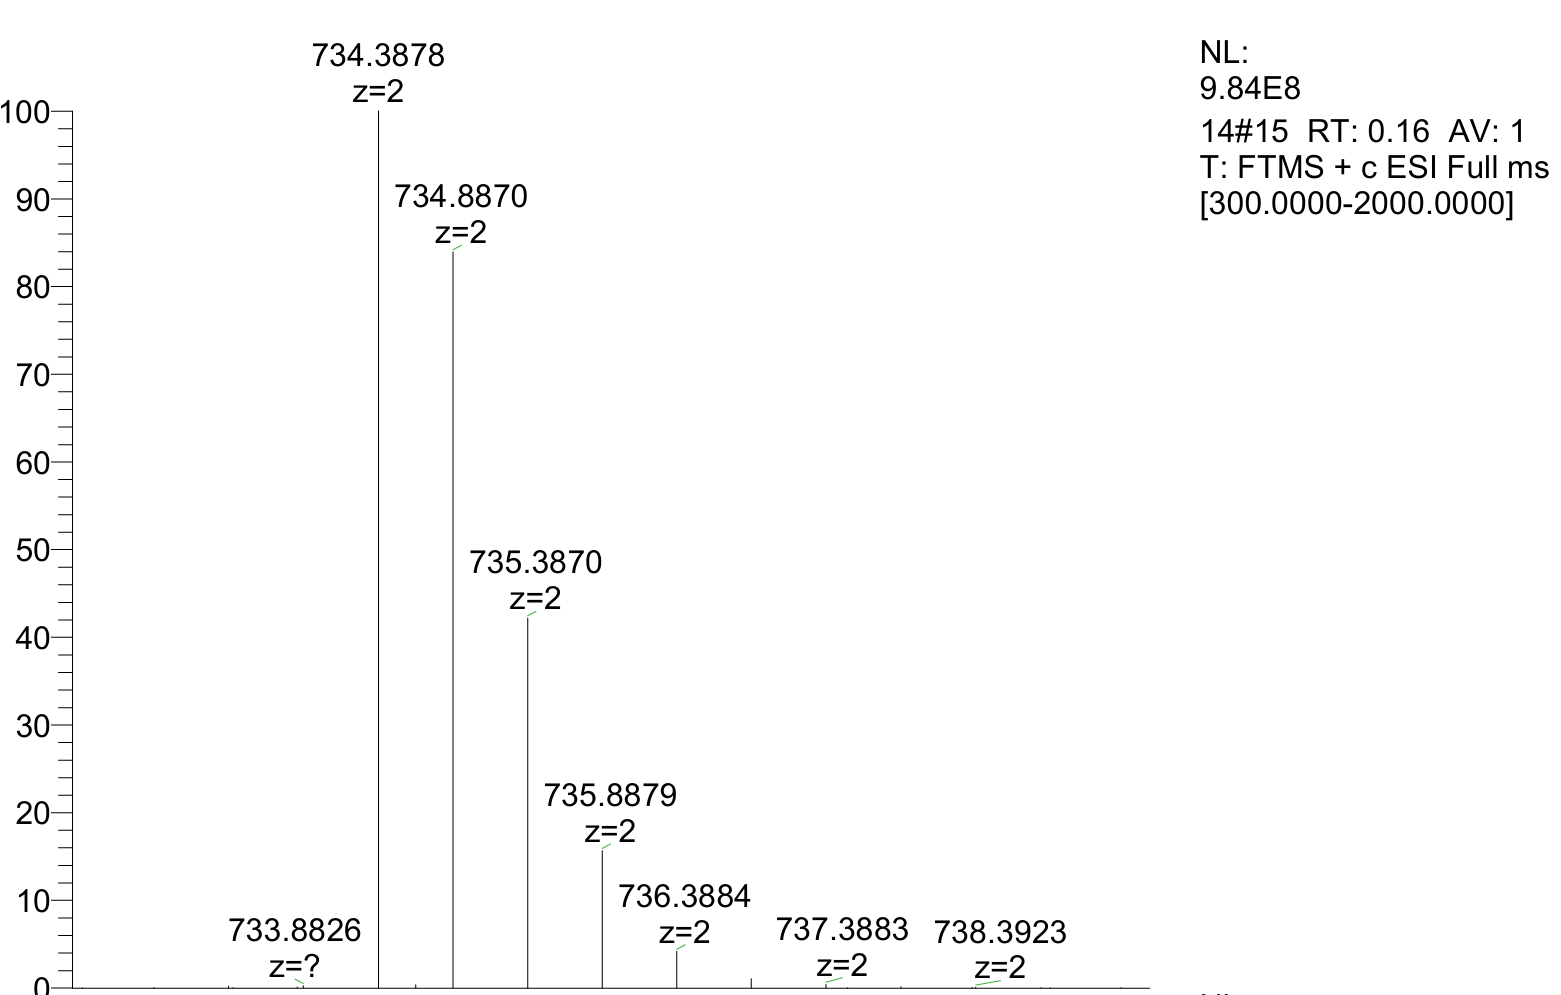 734.3878
z=2
734.8870
z=2
735.3870
z=2
735.8879
z=2
736.3884
z=2
733.8826
z=?
737.3883
z=2
738.3923
z=2
100
90
80
70
60
50
40
30
20
10
0
NL:
9.84E8
14#15 RT: 0.16 AV: 1
T: FTMS + c ESI Full ms
[300.0000-2000.0000]